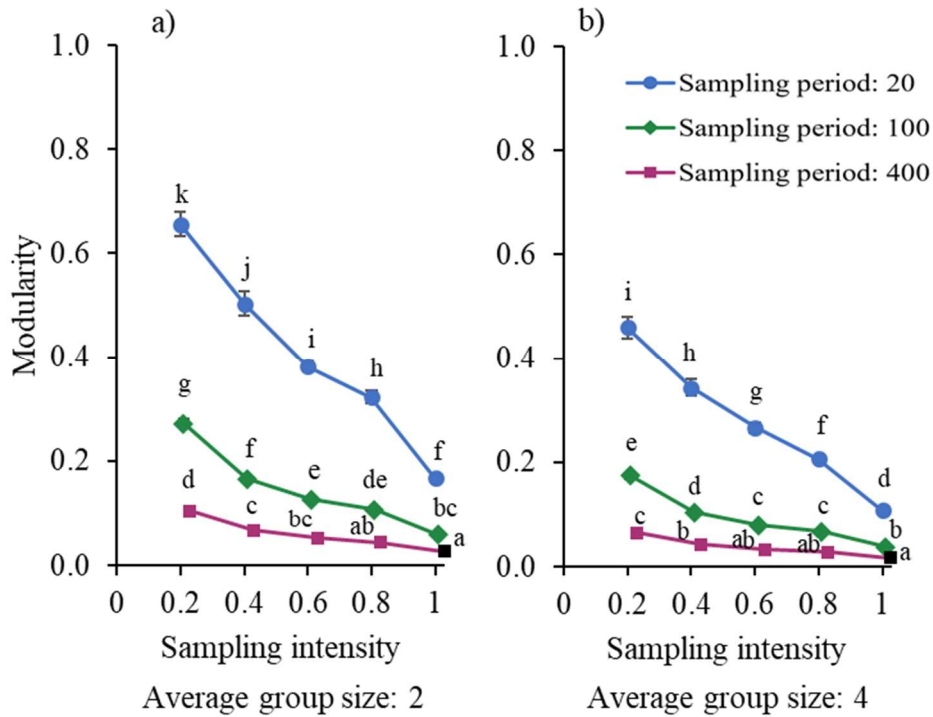 a)
1.0
0.8
0.6
0.4
0.2
0.0
Modularity
k
j
i
h
f
g
f
e
de
bc
d
c
bc
ab
a
0 0.2 0.4 0.6 0.8 1
Sampling intensity
Average group size: 2
b)
1.0
0.8
0.6
0.4
0.2
0.0
Sampling period: 20
Sampling period: 100
Sampling period: 400
i
h
g
f
d
e
d
c
c
b
c
b
ab
ab
a
0 0.2 0.4 0.6 0.8 1
Sampling intensity
Average group size: 4